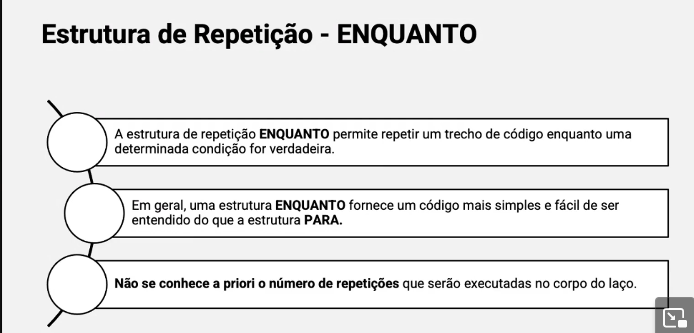 Estrutura de Repetição - ENQUANTO
A estrutura de repetição ENQUANTO permite repetir um trecho de código enquanto uma
determinada condição for verdadeira.
Em geral, uma estrutura ENQUANTO fornece um código mais simples e fácil de ser
entendido do que a estrutura PARA.
Não se conhece a priori o número de repetições que serão executadas no corpo do laço.